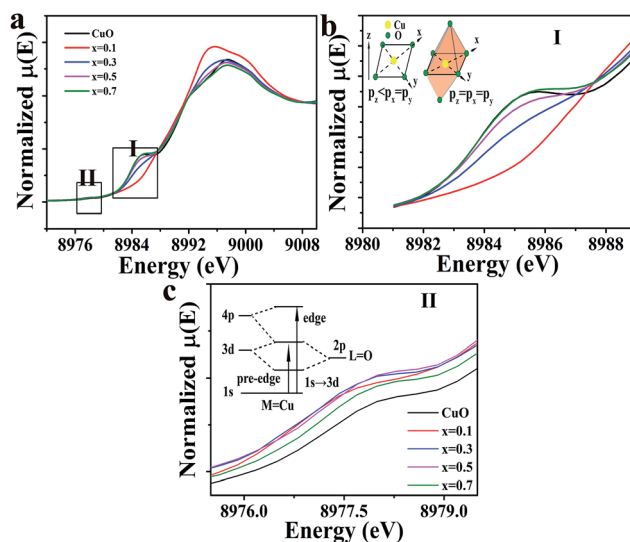 a
Normalized μ(E)
CuO
x=0.1
x=0.3
x=0.5
x=0.7
I
II
8976 8984 8992 9000 9008
Energy (eV)
b
Normalized μ(E)
Cu
O
z
x
y
p_z<p_x=p_y
x
y
p_z=p_x=p_y
I
8980 8982 8984 8986 8988
Energy (eV)
c
Normalized μ(E)
II
4p
edge
3d
2p
L=O
pre-edge
1s→3d
1s
M=Cu
CuO
x=0.1
x=0.3
x=0.5
x=0.7
8976.0 8977.5 8979.0
Energy (eV)